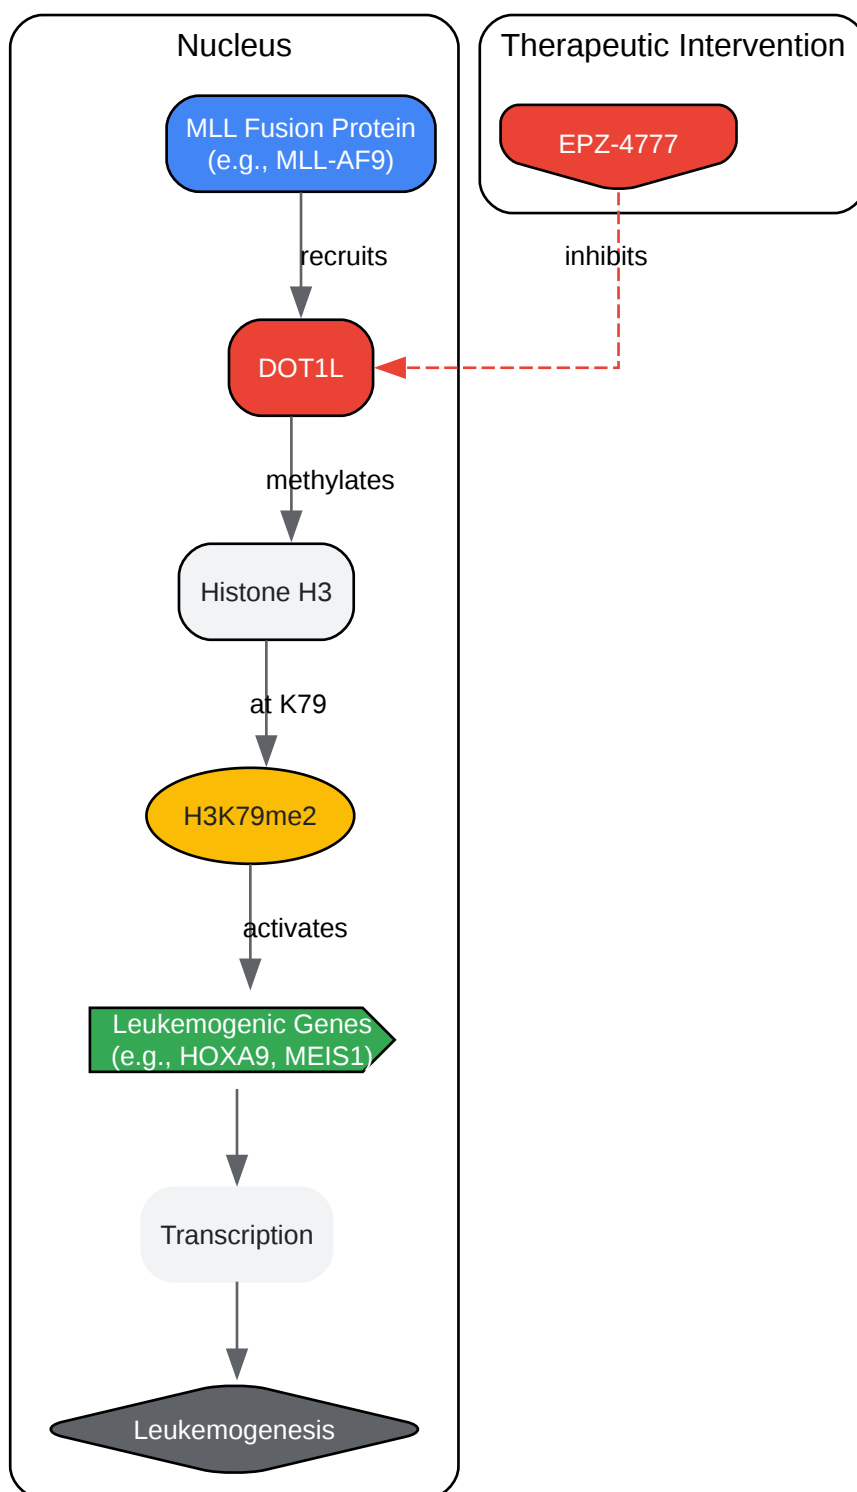 Nucleus
Therapeutic Intervention
MLL Fusion Protein
(e.g., MLL-AF9)
EPZ-4777
recruits
inhibits
DOT1L
methylates
Histone H3
at K79
H3K79me2
activates
Leukemogenic Genes
(e.g., HOXA9, MEIS1)
Transcription
Leukemogenesis